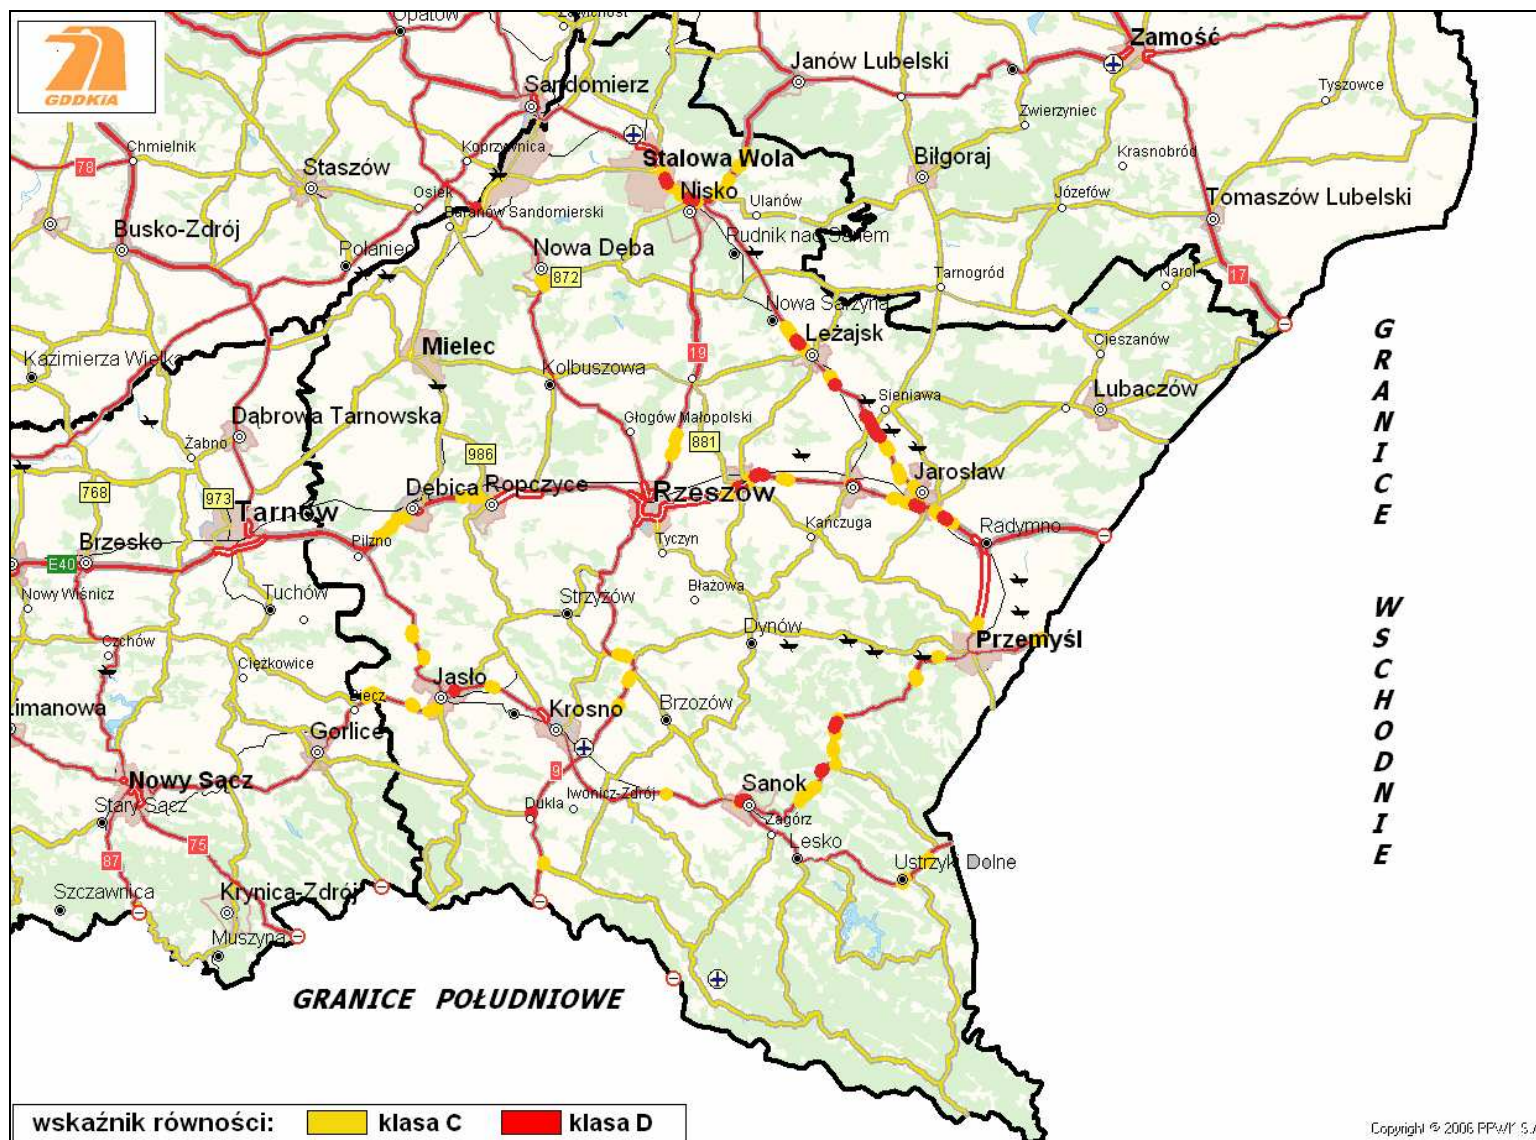 Opatów
Zawichost
Zamość
GDDKiA
Janów Lubelski
Sandomierz
Tyszowce
Zwierzyniec
Chmielnik
Koprzywnica
Stalowa Wola
Biłgoraj
Krasnobród
78
Staszów
Nisko
Osiek
Ulanów
Józefów
Tomaszów Lubelski
Baranów Sandomierski
Busko-Zdrój
Rudnik nad Sanem
Połaniec
Nowa Dęba
872
Tarnogród
Narol
17
Nowa Sarzyna
Leżajsk
Cieszanów
Mielec
19
Kazimierza Wielka
Kolbuszowa
Sieniawa
Lubaczów
Dąbrowa Tarnowska
Głogów Małopolski
Żabno
881
986
Jarosław
768
973
Dębica
Ropczyce
Rzeszów
Tarnów
Kańczuga
Radymno
Brzesko
Pilzno
Tyczyn
E40
Nowy Wiśnicz
Tuchów
Błażowa
Strzyżów
Dynów
Przemyśl
Czchów
Ciężkowice
Jasło
Biecz
Brzozów
Limanowa
Krosno
Gorlice
9
Nowy Sącz
Sanok
Iwonicz-Zdrój
Stary Sącz
Dukla
Zagórz
75
Lesko
87
Ustrzyki Dolne
Szczawnica
Krynica-Zdrój
Muszyna
GRANICE POŁUDNIOWE
G
R
A
N
I
C
E
W
S
C
H
O
D
N
I
E
wskaźnik równości: klasa C klasa D
Copyright © 2006 PPWK S.A